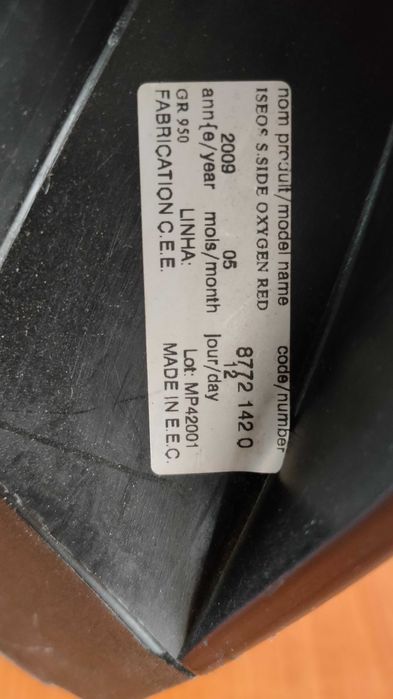 nom produit/model name code/number
ISEOS S.SIDE OXYGEN RED 8772 142 0
2009 05 12
ann{e/year mois/month jour/day
GR 950 LINHA: Lot: MP42001
FABRICATION C.E.E. MADE IN E.E.C.